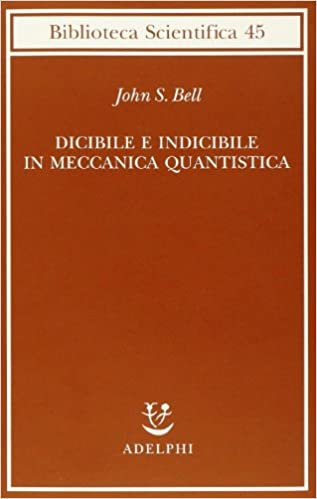 Biblioteca Scientifica 45
John S. Bell
DICIBILE E INDICIBILE
IN MECCANICA QUANTISTICA
ADELPHI